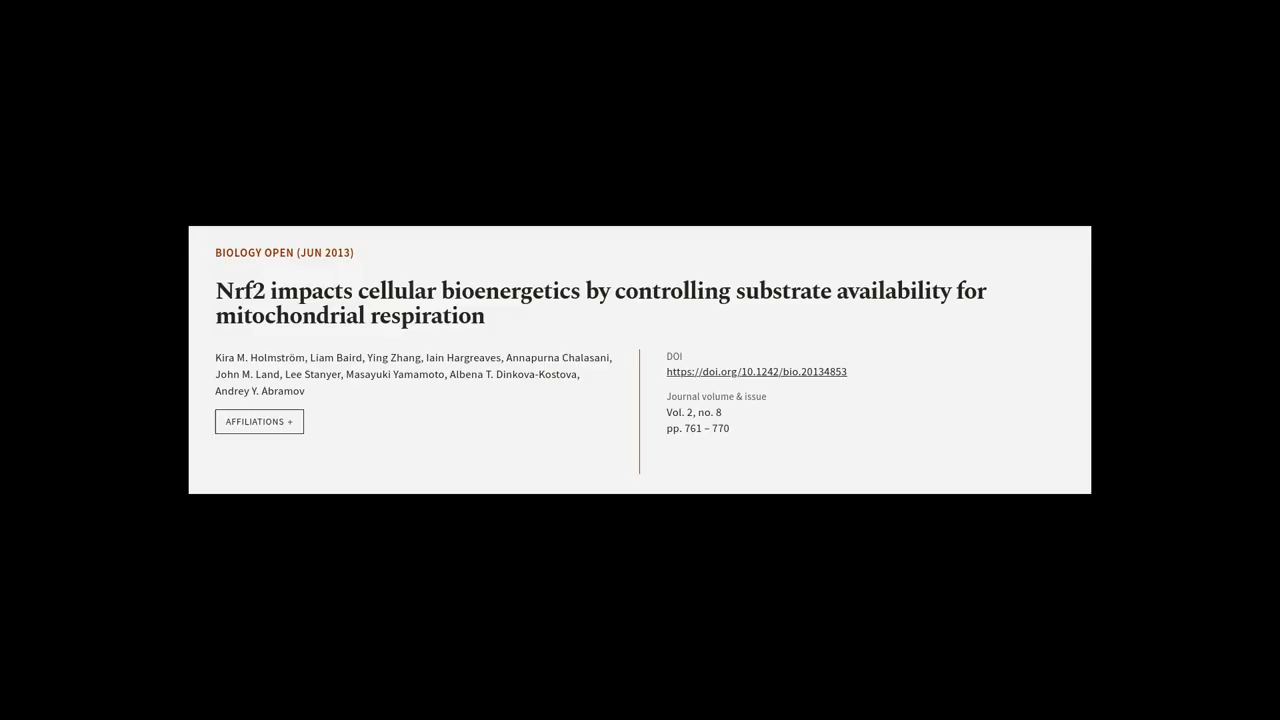 BIOLOGY OPEN (JUN 2013)
Nrf2 impacts cellular bioenergetics by controlling substrate availability for
mitochondrial respiration
Kira M. Holmström, Liam Baird, Ying Zhang, Iain Hargreaves, Annapurna Chalasani,
John M. Land, Lee Stanyer, Masayuki Yamamoto, Albena T. Dinkova-Kostova,
Andrey Y. Abramov
AFFILIATIONS +
DOI
https://doi.org/10.1242/bio.20134853
Journal volume & issue
Vol. 2, no. 8
pp. 761 – 770